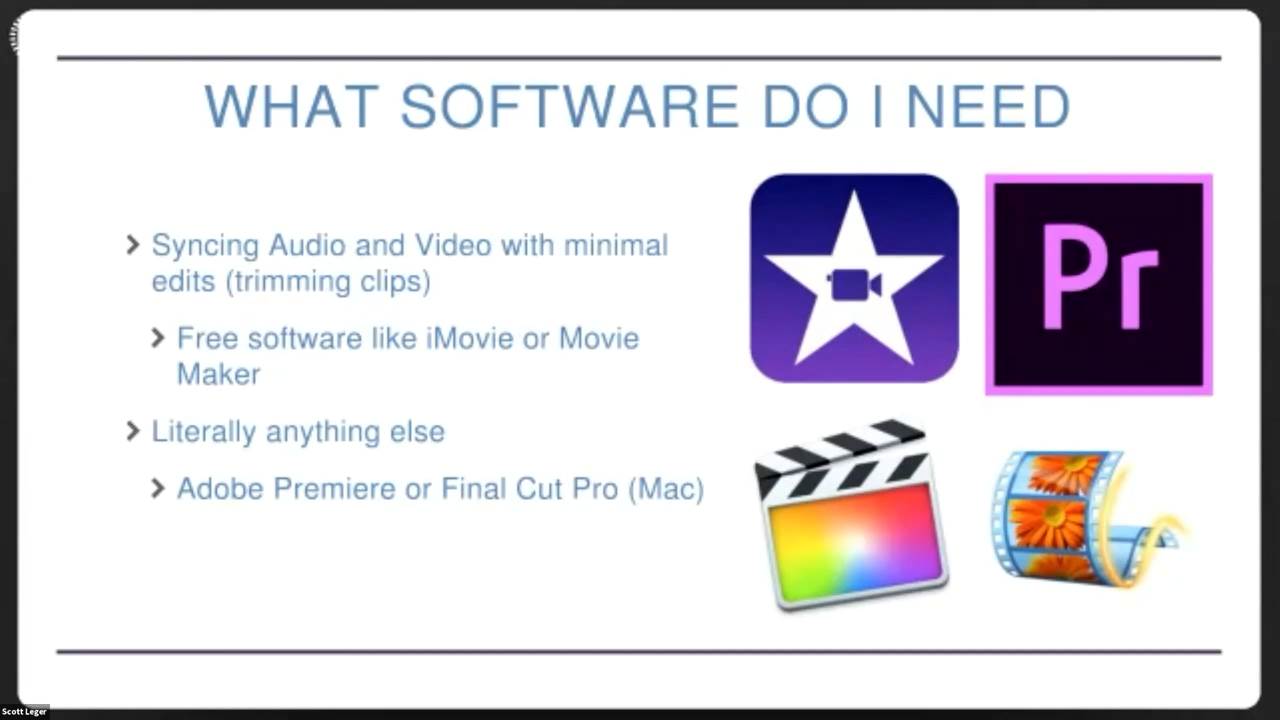 WHAT SOFTWARE DO I NEED
Syncing Audio and Video with minimal
edits (trimming clips)
Free software like iMovie or Movie
Maker
Literally anything else
Adobe Premiere or Final Cut Pro (Mac)
Pr
Scott Leger